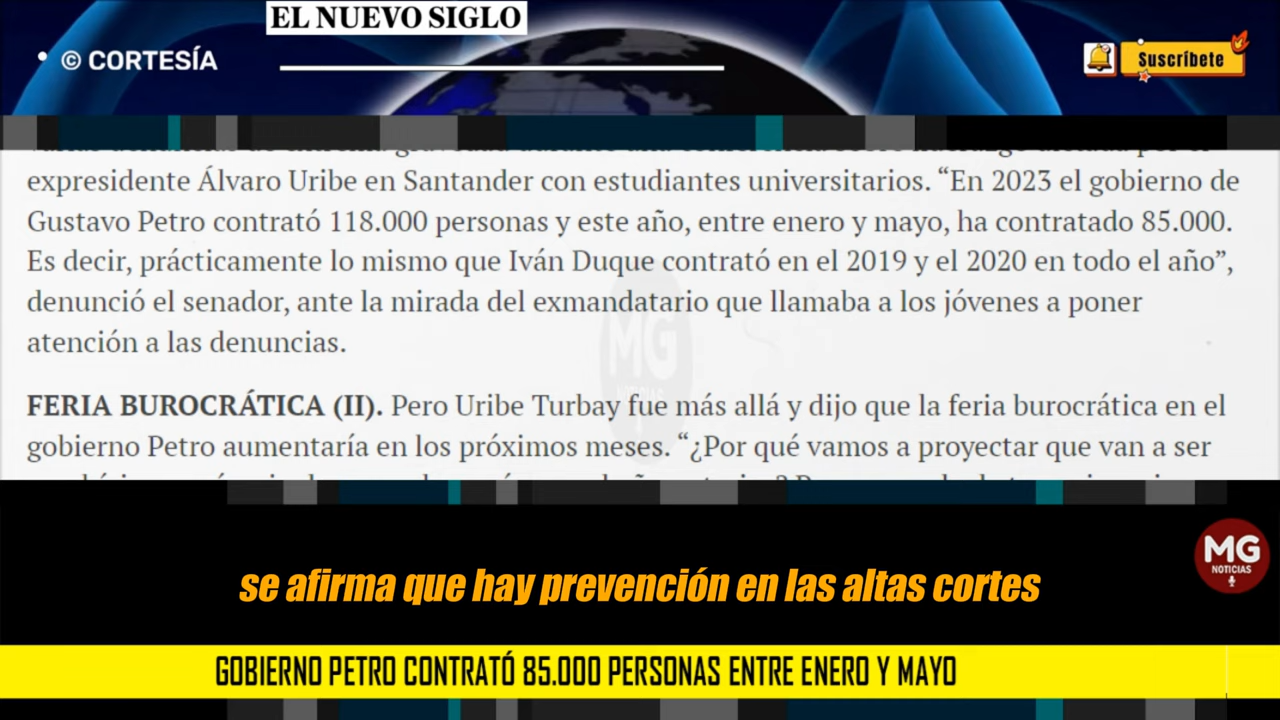 EL NUEVO SIGLO
© CORTESÍA
Suscríbete
expresidente Álvaro Uribe en Santander con estudiantes universitarios. “En 2023 el gobierno de
Gustavo Petro contrató 118.000 personas y este año, entre enero y mayo, ha contratado 85.000.
Es decir, prácticamente lo mismo que Iván Duque contrató en el 2019 y el 2020 en todo el año”,
denunció el senador, ante la mirada del exmandatario que llamaba a los jóvenes a poner
atención a las denuncias.
MG
NOTICIAS
FERIA BUROCRÁTICA (II). Pero Uribe Turbay fue más allá y dijo que la feria burocrática en el
gobierno Petro aumentaría en los próximos meses. “¿Por qué vamos a proyectar que van a ser
MG
NOTICIAS
se afirma que hay prevención en las altas cortes
GOBIERNO PETRO CONTRATÓ 85.000 PERSONAS ENTRE ENERO Y MAYO